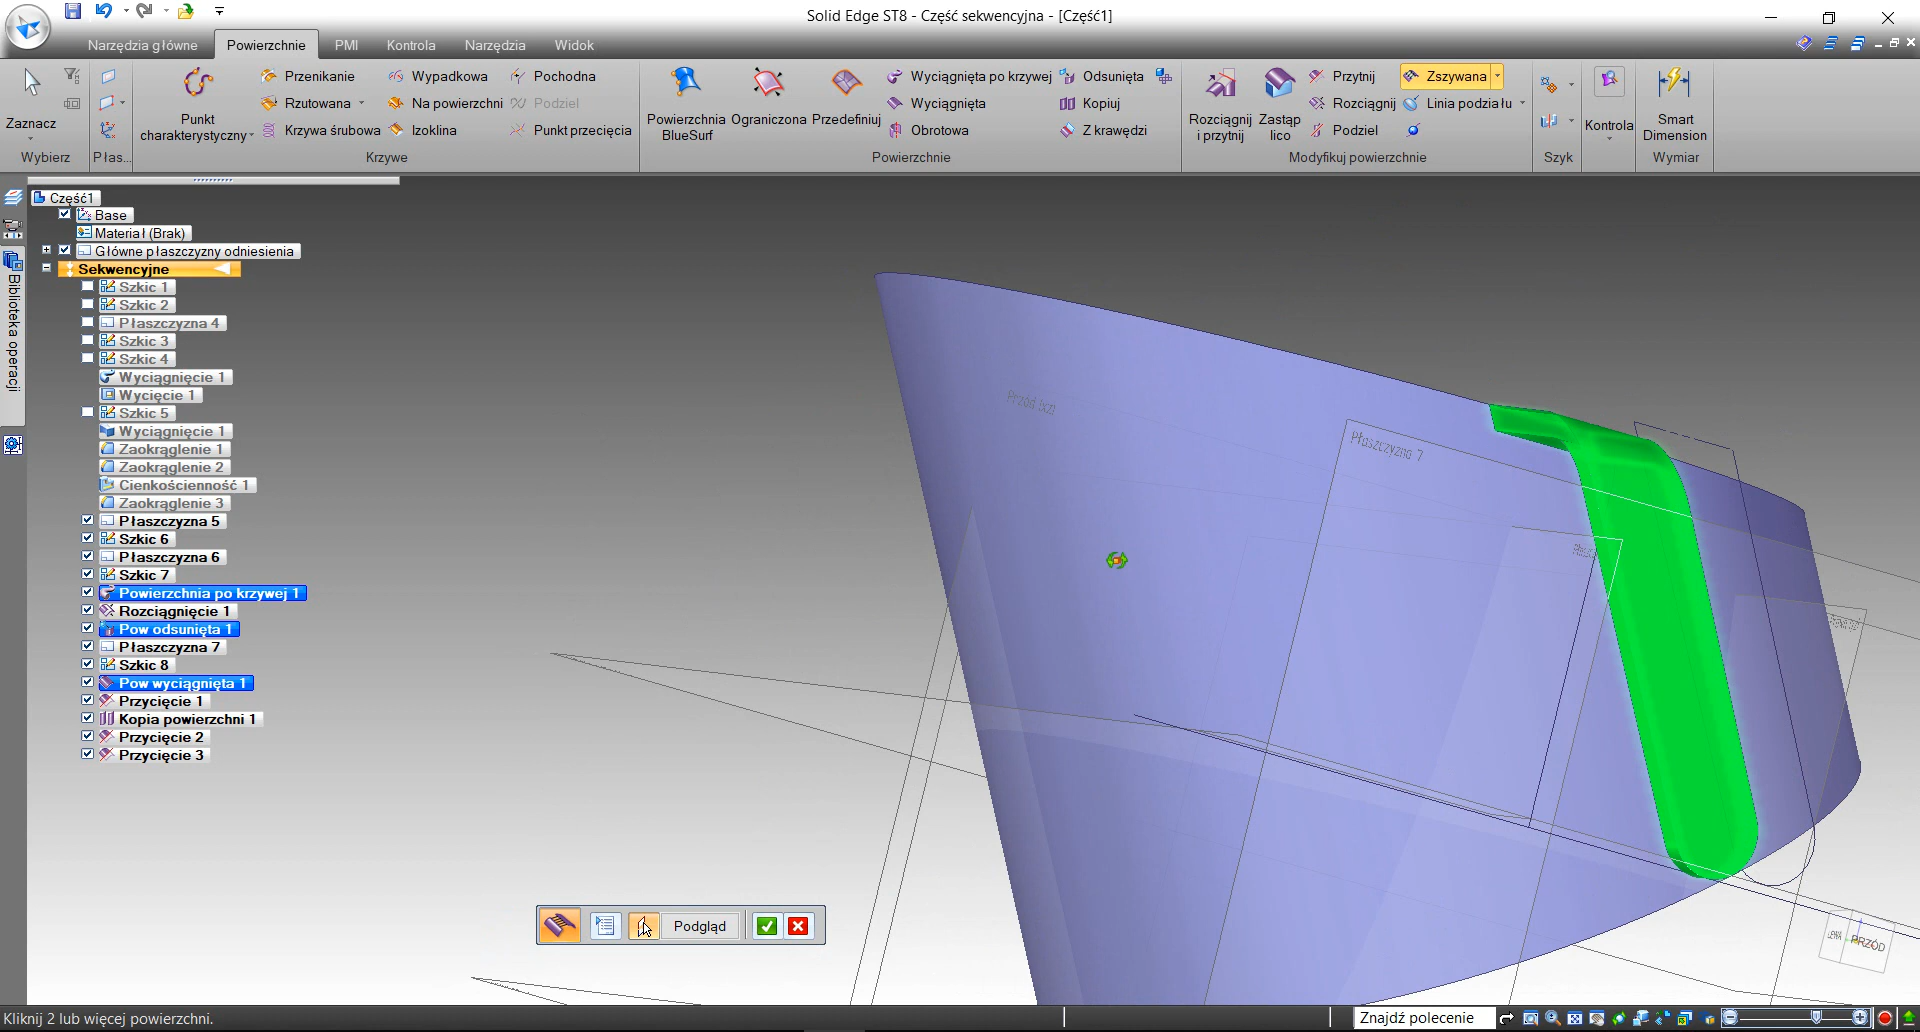 Solid Edge ST8 - Część sekwencyjna - [Część1]
Narzędzia główne
Powierzchnie
PMI
Kontrola
Narzędzia
Widok
Zaznacz
Wybierz
Płas...
Punkt charakterystyczny
Przenikanie
Rzutowana
Krzywa śrubowa
Wypadkowa
Na powierzchni
Izoklina
Pochodna
Podziel
Punkt przecięcia
Krzywe
Powierzchnia BlueSurf
Ograniczona
Przedefiniuj
Wyciągnięta po krzywej
Wyciągnięta
Obrotowa
Odsunięta
Kopiuj
Z krawędzi
Powierzchnie
Rozciągnij i przytnij
Zastąp lico
Przytnij
Rozciągnij
Podziel
Zszywana
Linia podziału
Modyfikuj powierzchnie
Szyk
Kontrola
Smart Dimension
Wymiar
Biblioteka operacji
Część1
Base
Materiał (Brak)
Główne płaszczyzny odniesienia
Sekwencyjne
Szkic 1
Szkic 2
Płaszczyzna 4
Szkic 3
Szkic 4
Wyciągnięcie 1
Wycięcie 1
Szkic 5
Wyciągnięcie 1
Zaokrąglenie 1
Zaokrąglenie 2
Cienkościenność 1
Zaokrąglenie 3
Płaszczyzna 5
Szkic 6
Płaszczyzna 6
Szkic 7
Powierzchnia po krzywej 1
Rozciągnięcie 1
Pow odsunięta 1
Płaszczyzna 7
Szkic 8
Pow wyciągnięta 1
Przycięcie 1
Kopia powierzchni 1
Przycięcie 2
Przycięcie 3
Płaszczyzna 7
Podgląd
PRZÓD
Kliknij 2 lub więcej powierzchni.
Znajdź polecenie